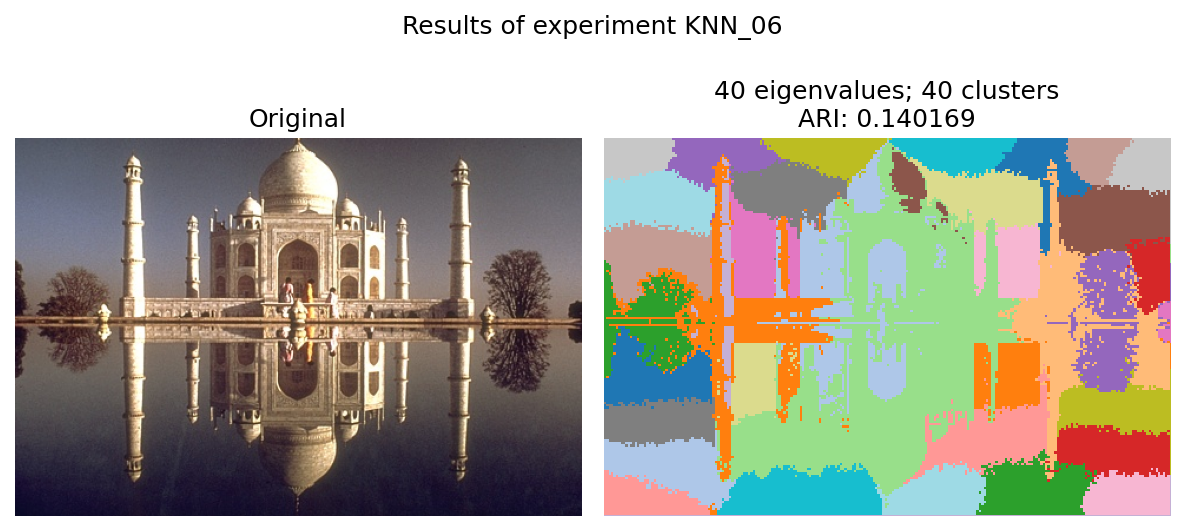 Results of experiment KNN_06
Original
40 eigenvalues; 40 clusters
ARI: 0.140169